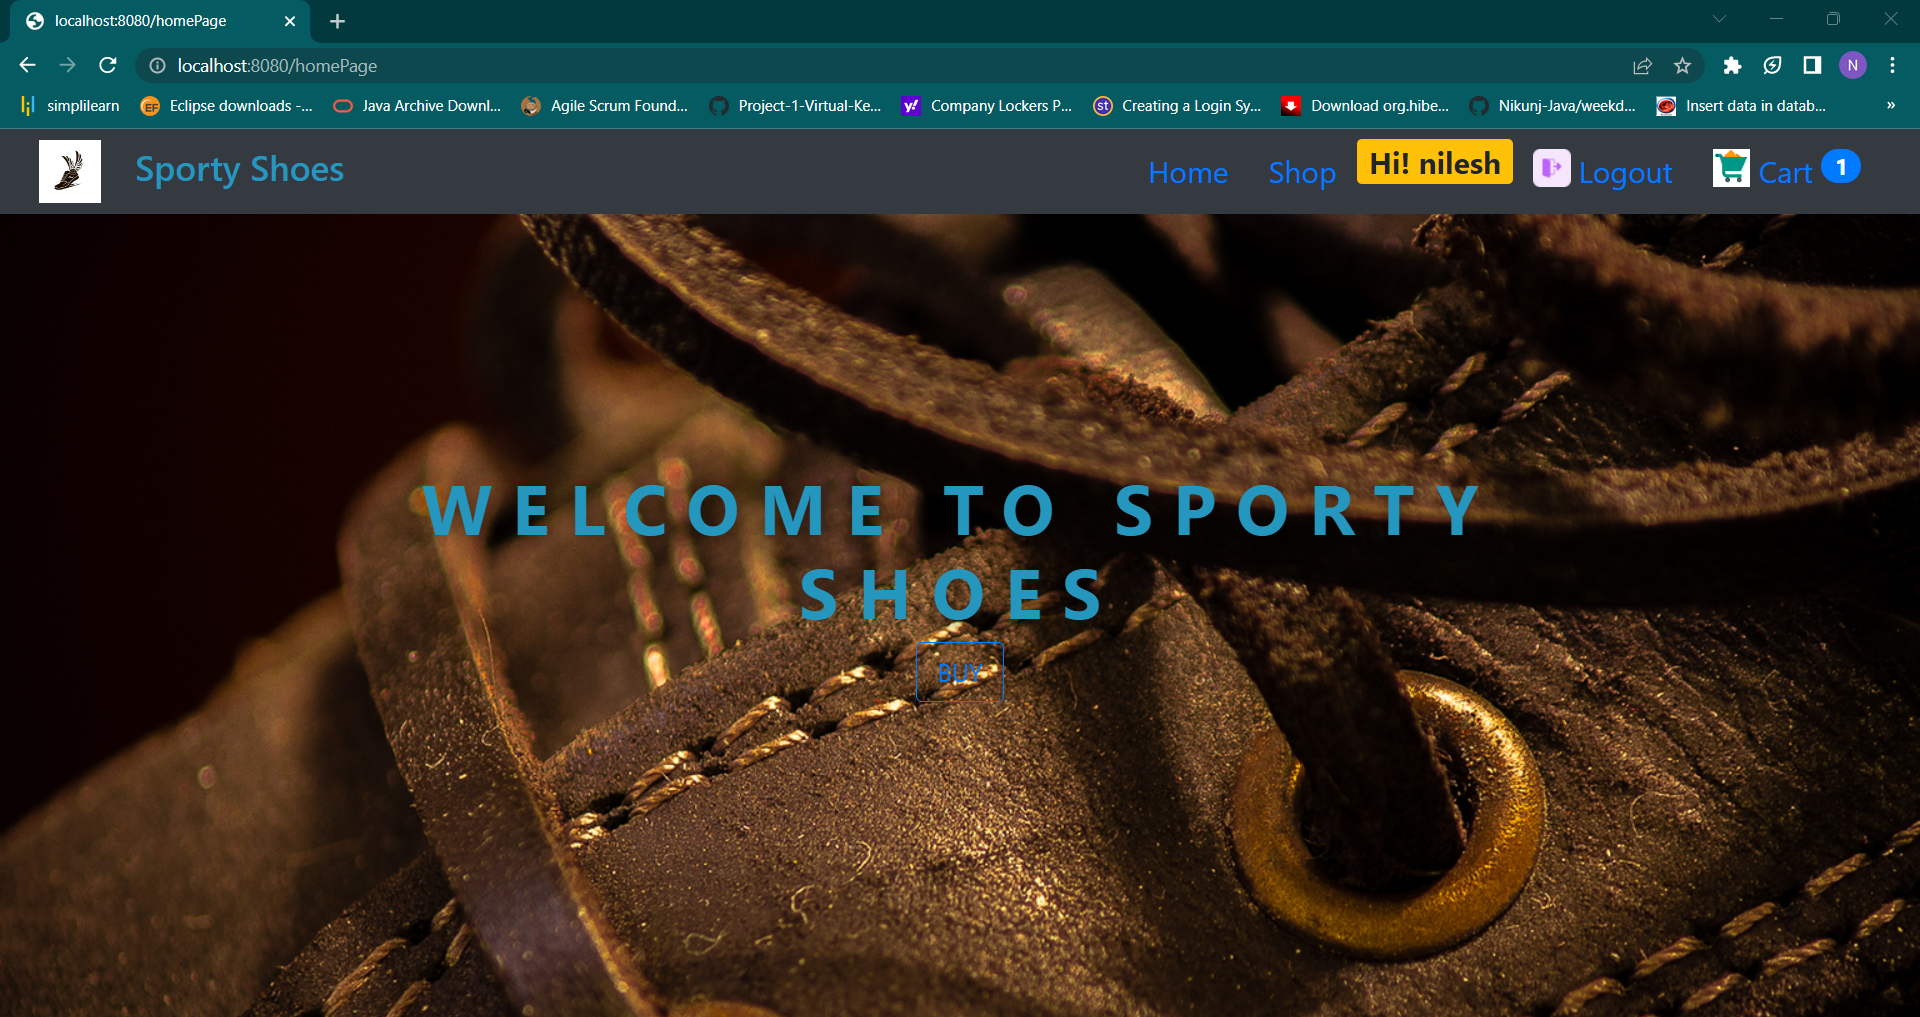 localhost:8080/homePage
localhost:8080/homePage
N
simplilearn
Eclipse downloads -...
Java Archive Downl...
Agile Scrum Found...
Project-1-Virtual-Ke...
Company Lockers P...
Creating a Login Sy...
Download org.hibe...
Nikunj-Java/weekd...
Insert data in datab...
»
Sporty Shoes
Home
Shop
Hi! nilesh
Logout
Cart 1
WELCOME TO SPORTY
SHOES
BUY